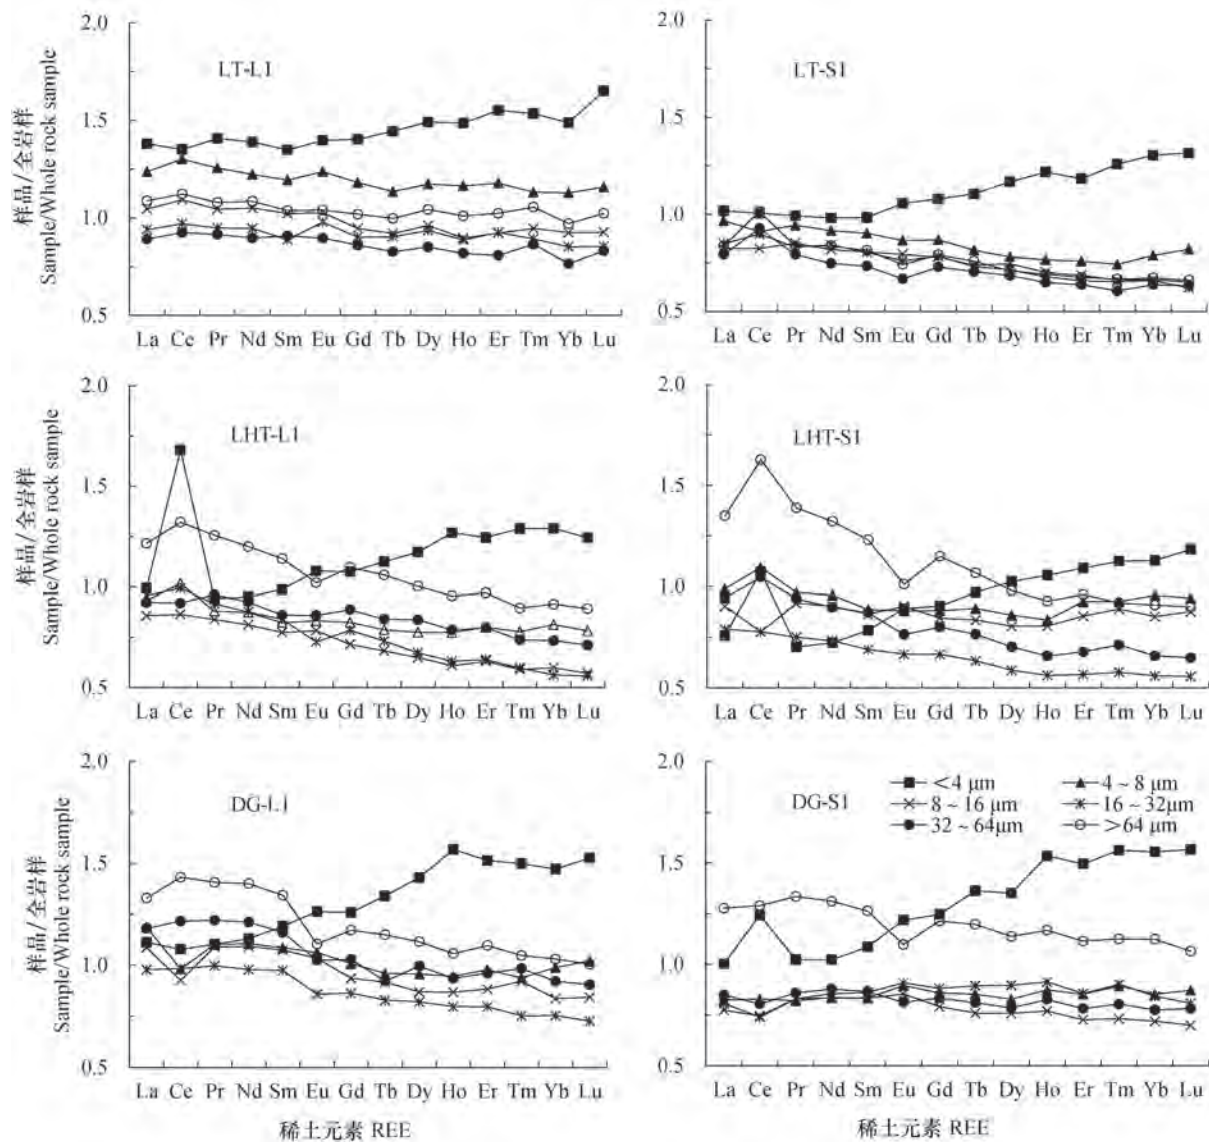 2.0
LT-L1
1.5
1.0
0.5
La Ce Pr Nd Sm Eu Gd Tb Dy Ho Er Tm Yb Lu
样品/全岩样
Sample/Whole rock sample
2.0
LT-S1
1.5
1.0
0.5
La Ce Pr Nd Sm Eu Gd Tb Dy Ho Er Tm Yb Lu
2.0
LHT-L1
1.5
1.0
0.5
La Ce Pr Nd Sm Eu Gd Tb Dy Ho Er Tm Yb Lu
样品/全岩样
Sample/Whole rock sample
2.0
LHT-S1
1.5
1.0
0.5
La Ce Pr Nd Sm Eu Gd Tb Dy Ho Er Tm Yb Lu
2.0
DG-L1
1.5
1.0
0.5
La Ce Pr Nd Sm Eu Gd Tb Dy Ho Er Tm Yb Lu
样品/全岩样
Sample/Whole rock sample
稀土元素 REE
2.0
DG-S1
<4 μm 4~8 μm
8~16 μm 16~32μm
32~64μm >64 μm
1.5
1.0
0.5
La Ce Pr Nd Sm Eu Gd Tb Dy Ho Er Tm Yb Lu
稀土元素 REE